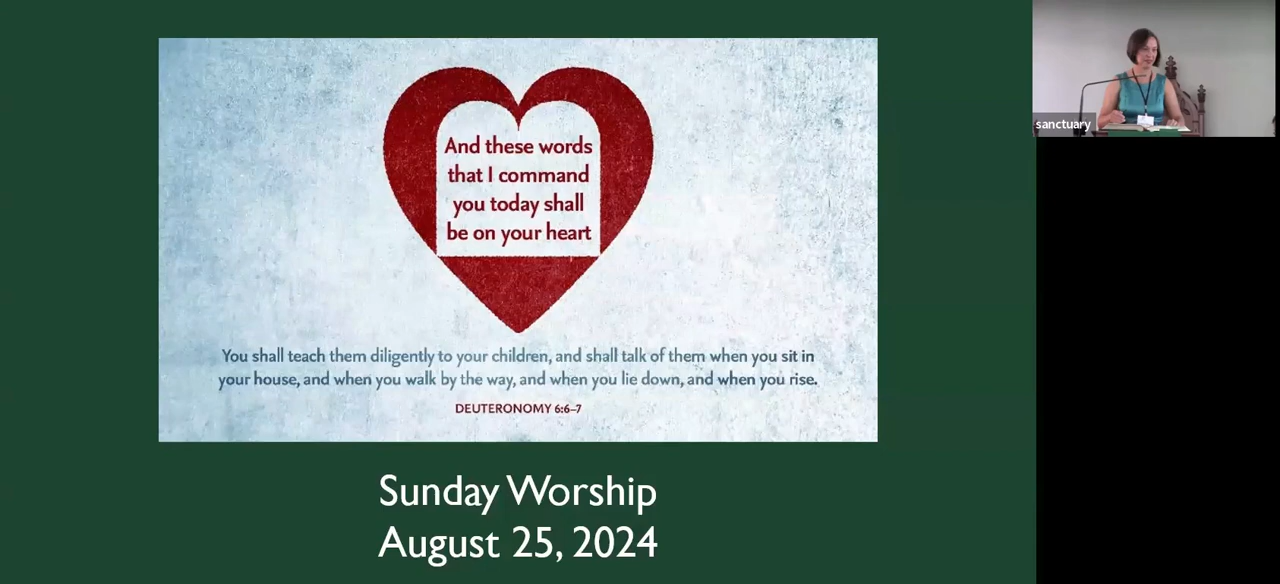 And these words
that I command
you today shall
be on your heart
You shall teach them diligently to your children, and shall talk of them when you sit in
your house, and when you walk by the way, and when you lie down, and when you rise.
DEUTERONOMY 6:6–7
Sunday Worship
August 25, 2024
sanctuary